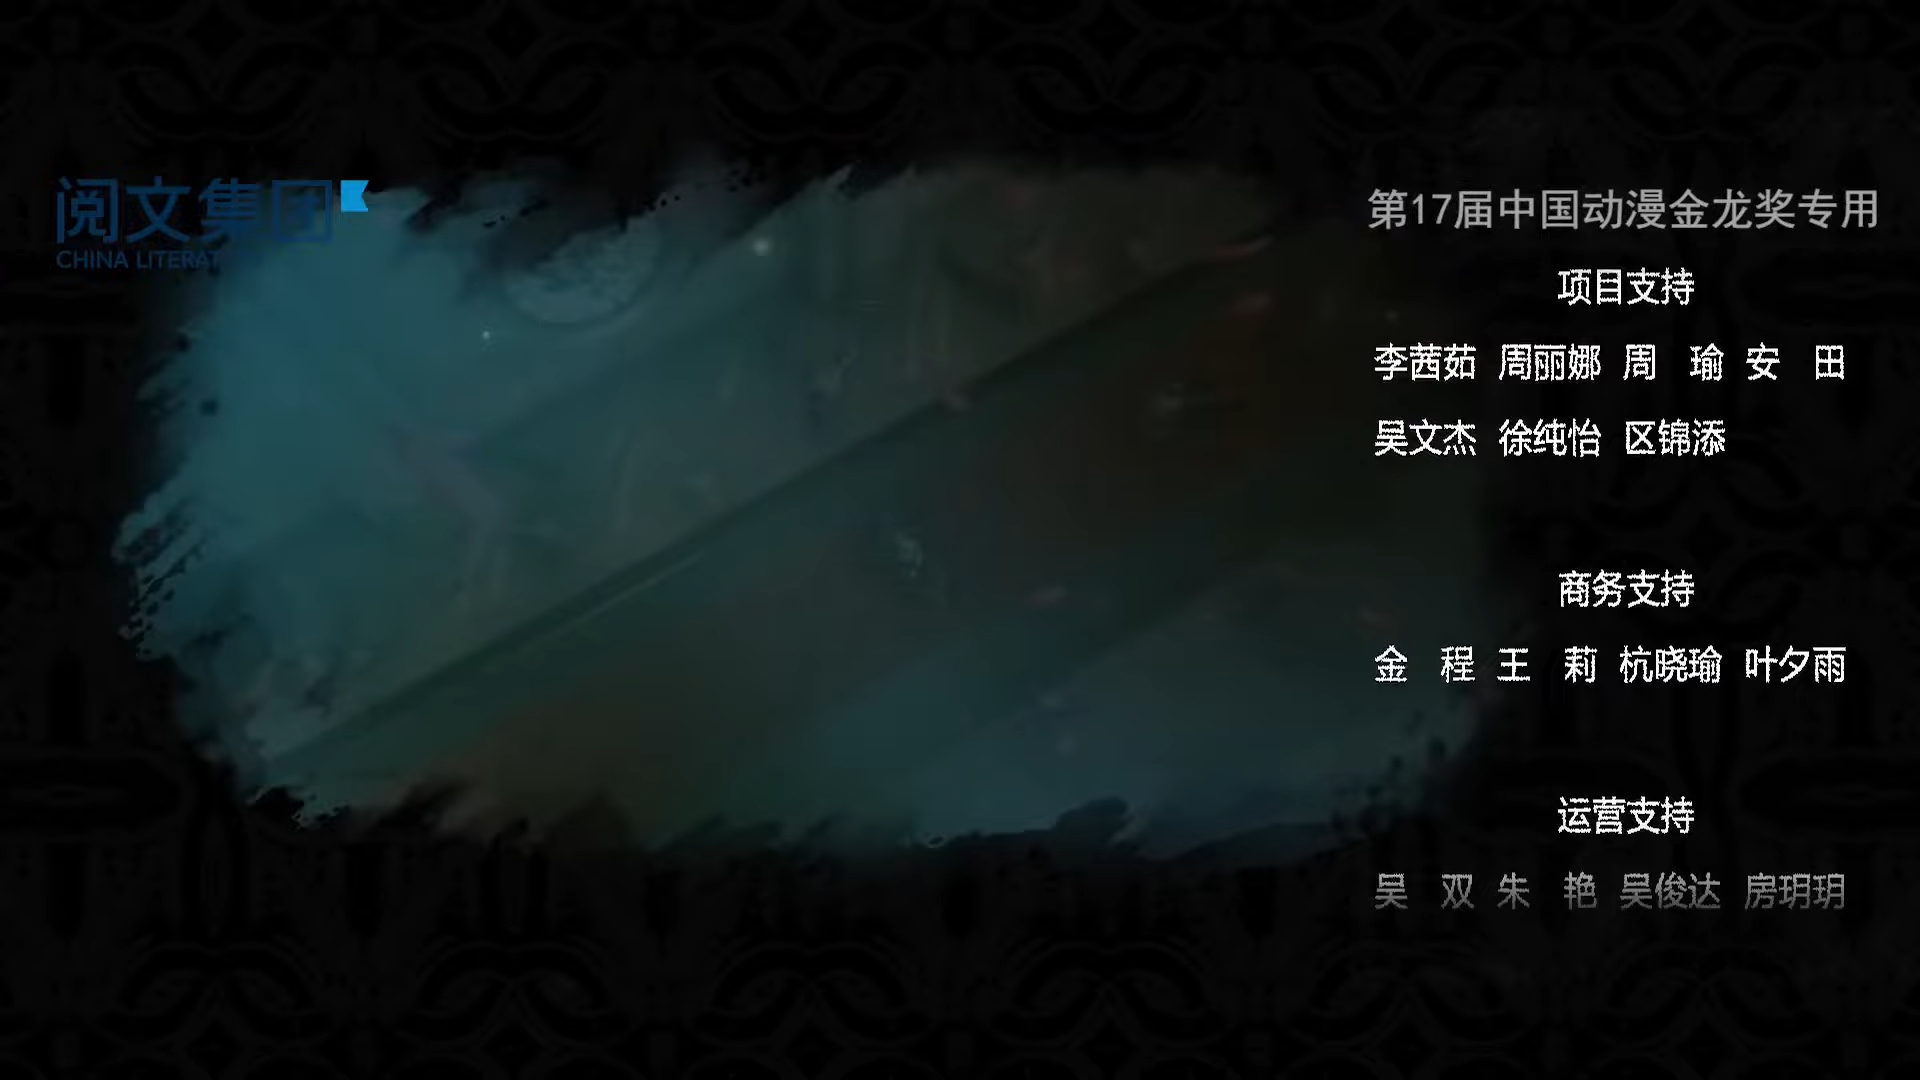 阅文集团
CHINA LITERAT
第17届中国动漫金龙奖专用
项目支持
李茜茹 周丽娜 周 瑜 安 田
吴文杰 徐纯怡 区锦添
商务支持
金 程 王 莉 杭晓瑜 叶夕雨
运营支持
吴 双 朱 艳 吴俊达 房玥玥